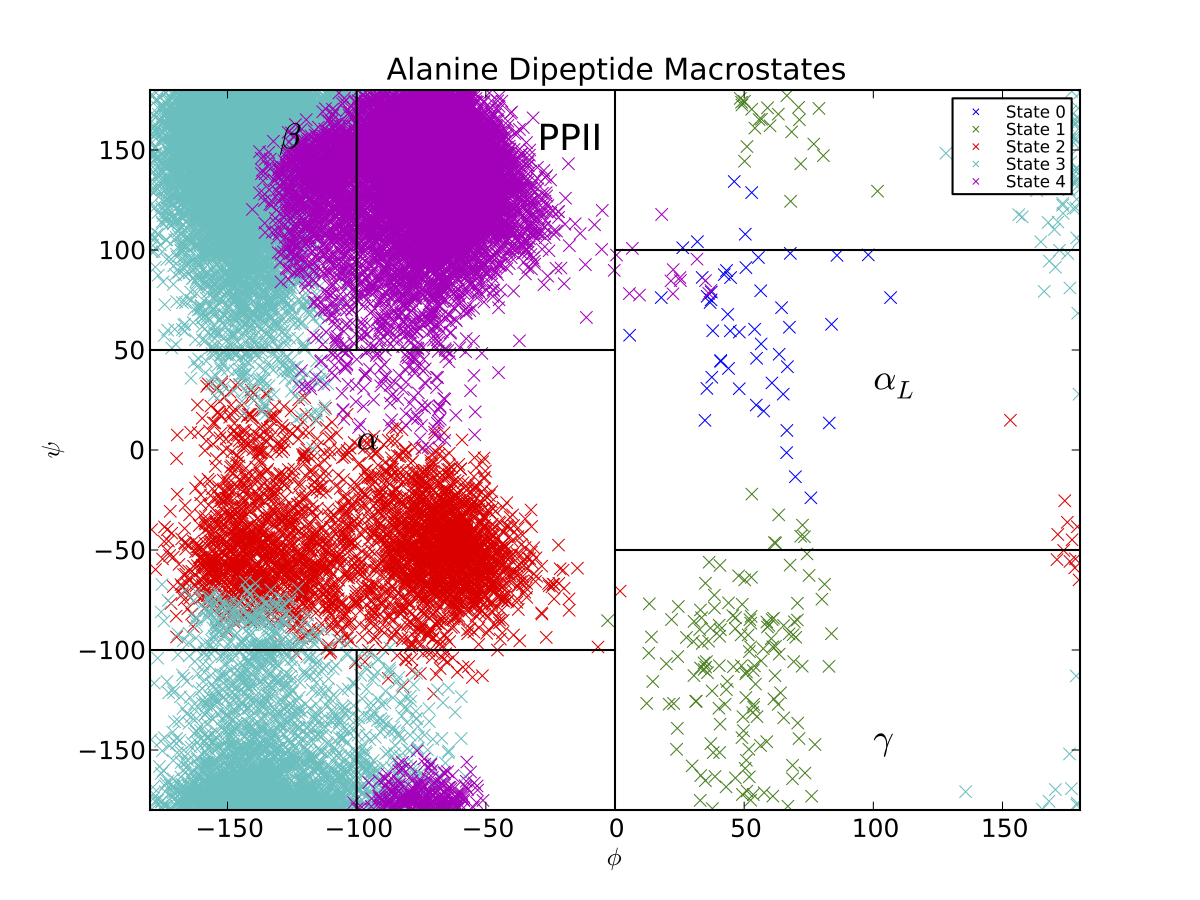 Alanine Dipeptide Macrostates
State 0
State 1
State 2
State 3
State 4
β
PPII
α
α_L
γ
150
100
50
0
−50
−100
−150
ψ
−150
−100
−50
0
50
100
150
ϕ